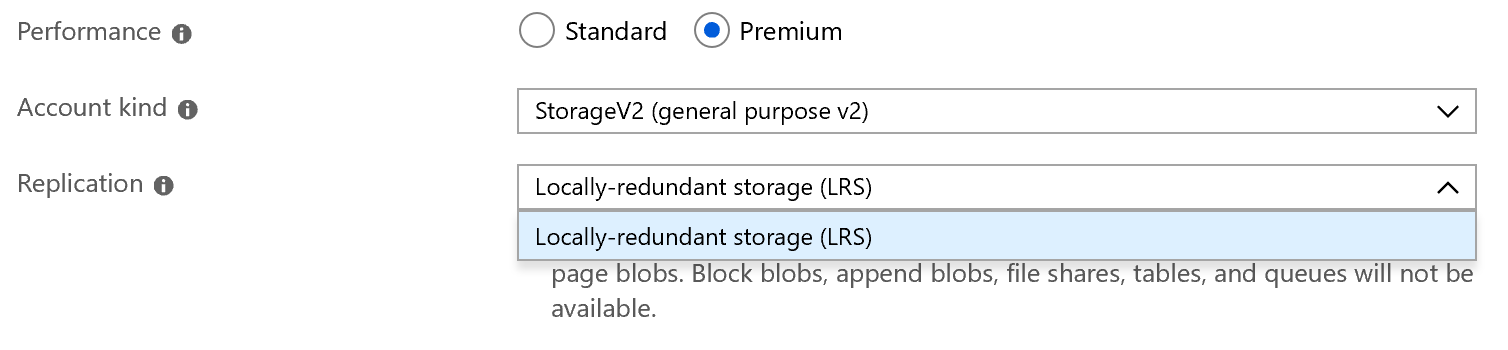 Performance
Standard Premium
Account kind
StorageV2 (general purpose v2)
Replication
Locally-redundant storage (LRS)
Locally-redundant storage (LRS)
page blobs. Block blobs, append blobs, file shares, tables, and queues will not be
available.